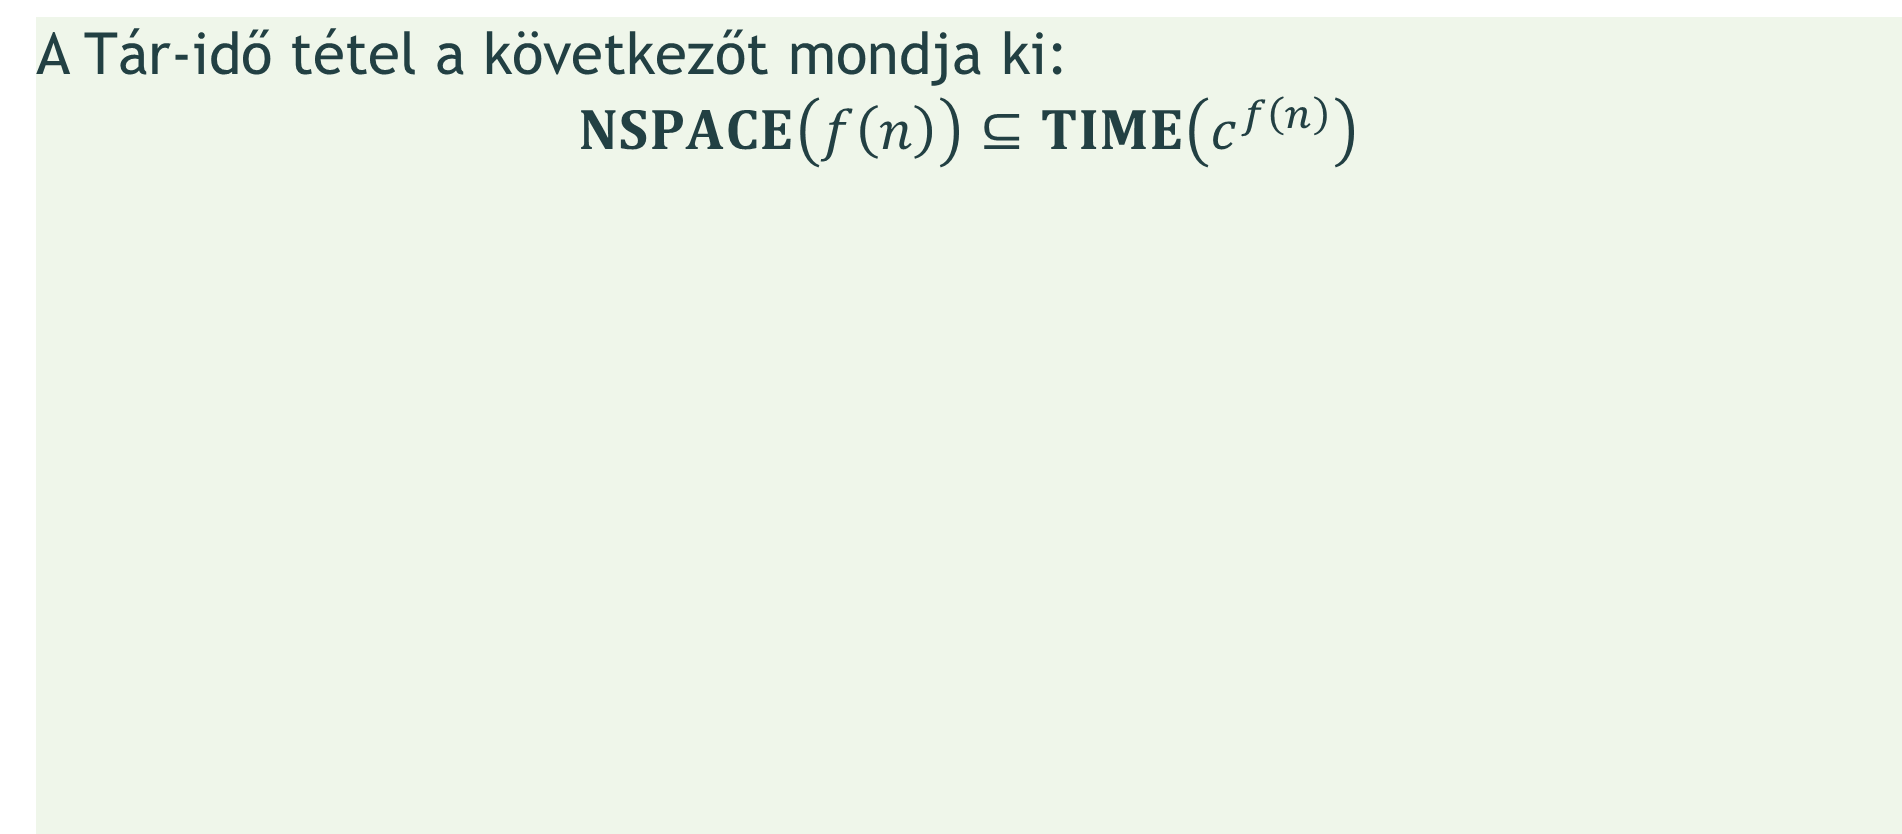 A Tár-idő tétel a következőt mondja ki:
NSPACE(f(n)) ⊆ TIME(c^{f(n)})